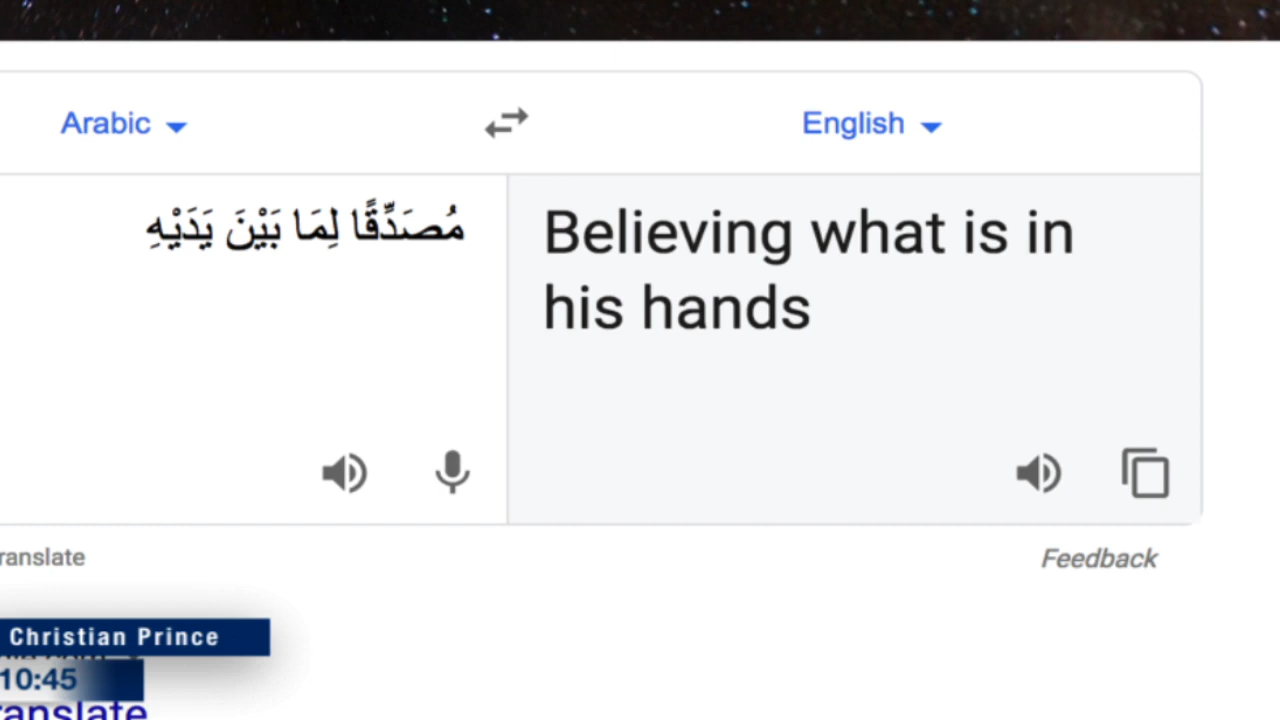 Arabic
English
مُصَدِّقًا لِمَا بَيْنَ يَدَيْهِ
Believing what is in
his hands
ranslate
Feedback
Christian Prince
10:45
ranslate